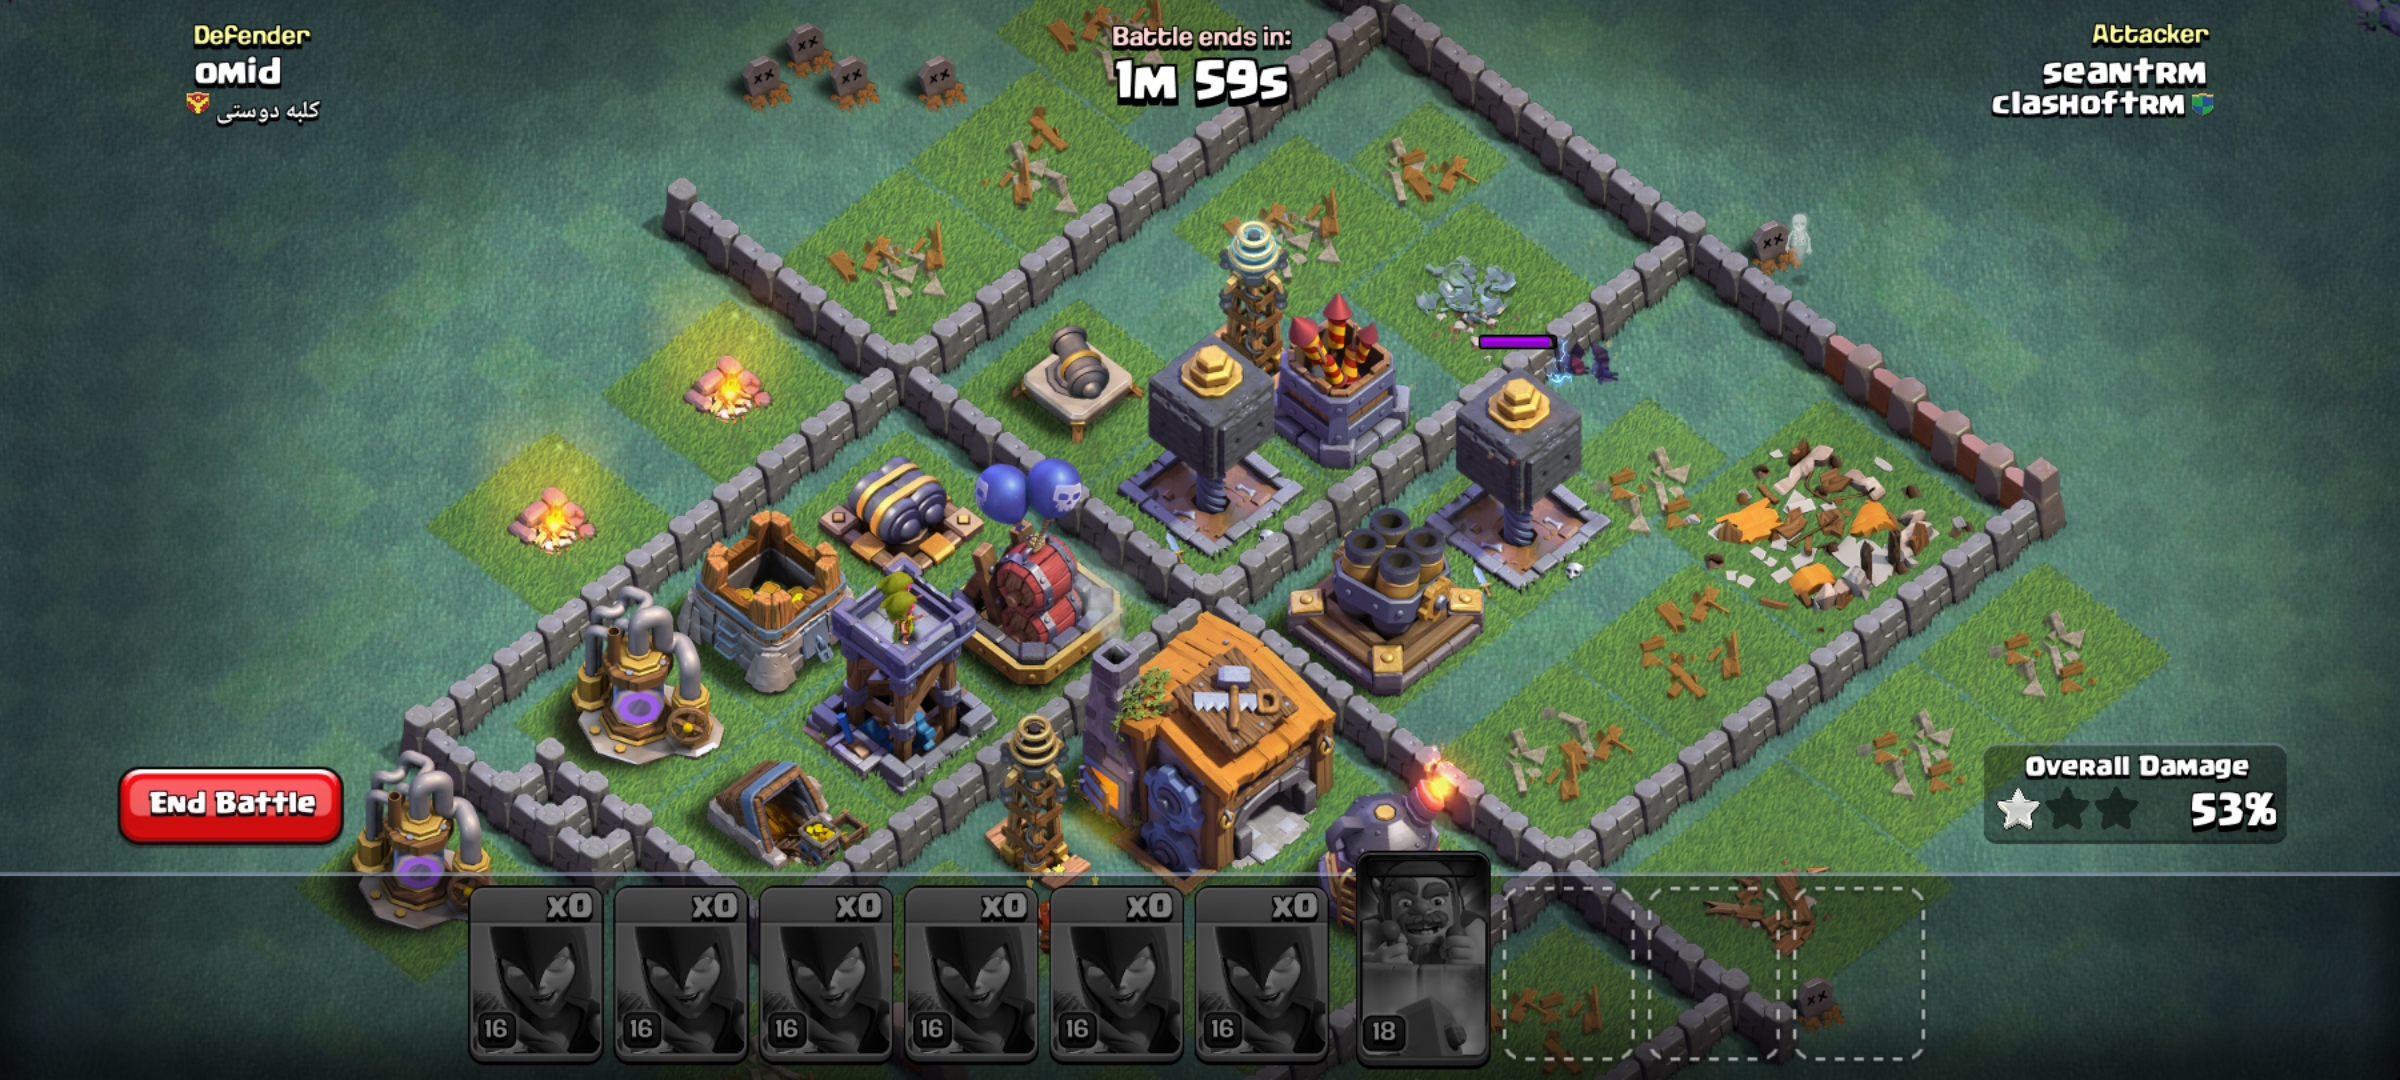 Defender
OMid
کلبه دوستی
Battle ends in:
1M 59s
Attacker
seantRM
clashoftRM
End Battle
Overall Damage
53%
x0
x0
x0
x0
x0
x0
16
16
16
16
16
16
18